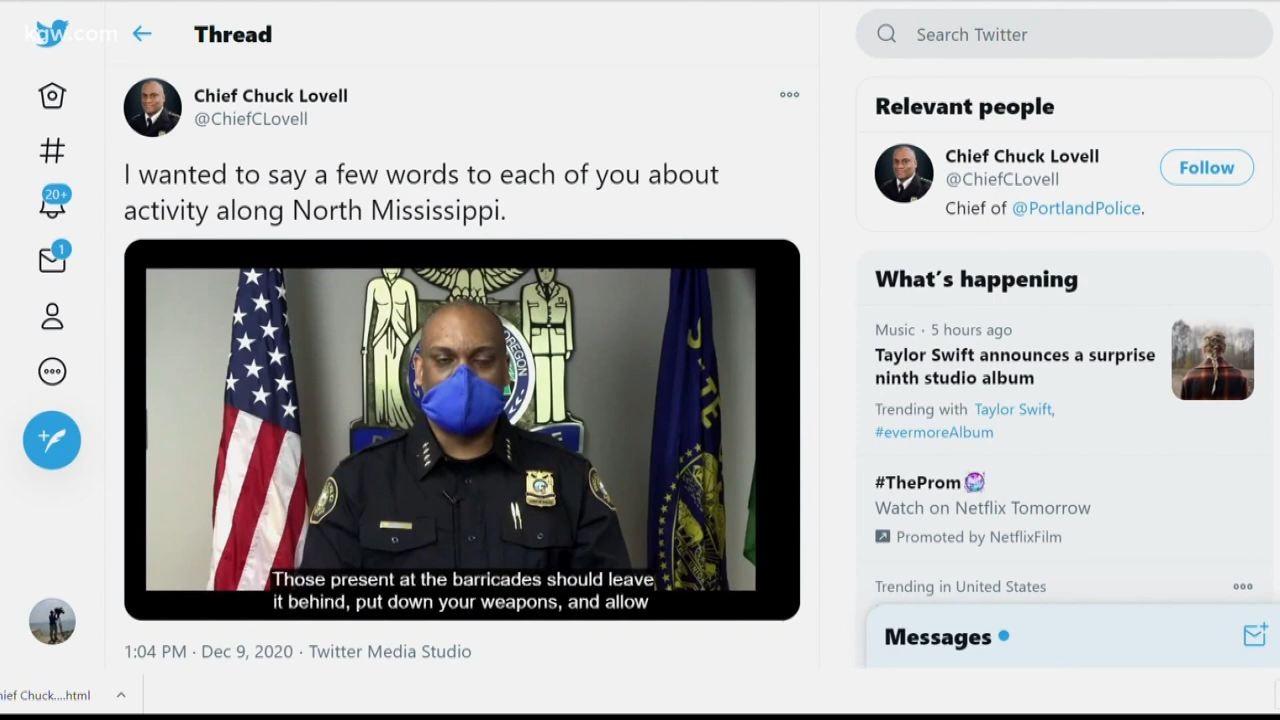 kgw.com
Thread
Search Twitter
Chief Chuck Lovell
@ChiefCLovell
I wanted to say a few words to each of you about
activity along North Mississippi.
OREGON
Those present at the barricades should leave
it behind, put down your weapons, and allow
1:04 PM · Dec 9, 2020 · Twitter Media Studio
20+
1
Relevant people
Chief Chuck Lovell
@ChiefCLovell
Follow
Chief of @PortlandPolice.
What's happening
Music · 5 hours ago
Taylor Swift announces a surprise
ninth studio album
Trending with Taylor Swift,
#evermoreAlbum
#TheProm
Watch on Netflix Tomorrow
Promoted by NetflixFilm
Trending in United States
Messages
hief Chuck....html